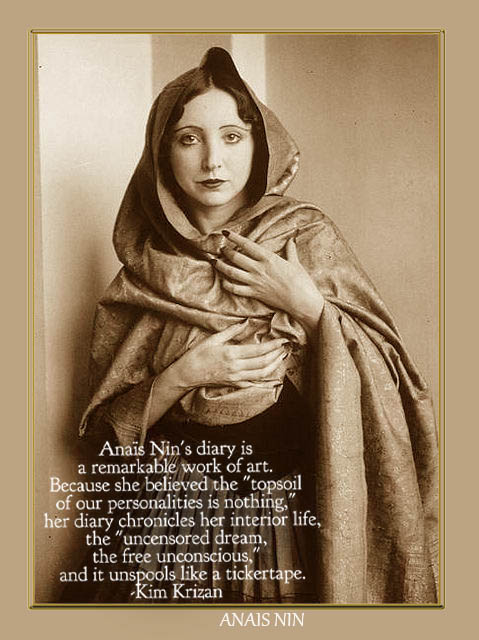 Anaïs Nin's diary is
a remarkable work of art.
Because she believed the "topsoil
of our personalities is nothing,"
her diary chronicles her interior life,
the "uncensored dream,
the free unconscious,"
and it unspools like a tickertape.
-Kim Krizan
ANAIS NIN